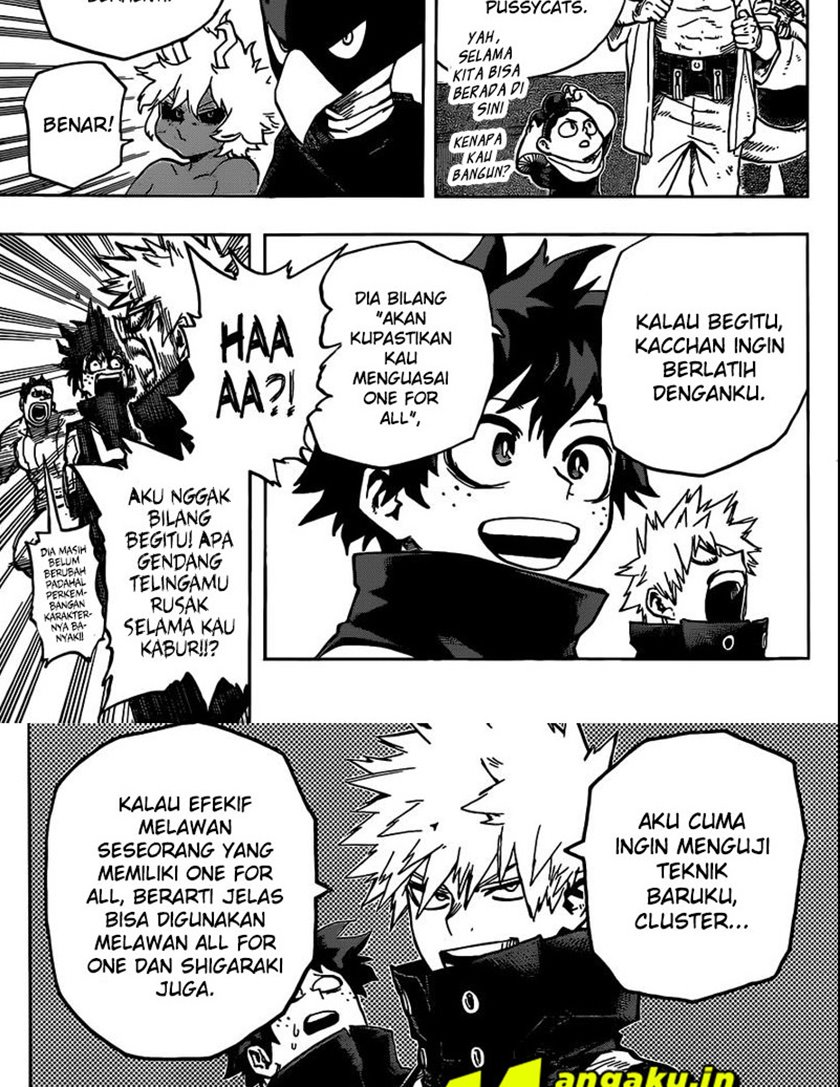 PUSSYCATS.
YAH,
SELAMA
KITA BISA
BERADA DI
SINI
KENAPA
KAU
BANGUN?
BENAR!
KALAU BEGITU,
KACCHAN INGIN
BERLATIH
DENGANKU.
DIA BILANG
"AKAN
KUPASTIKAN
KAU
MENGUASAI
ONE FOR
ALL",
HAA
AA?!
AKU NGGAK
BILANG
BEGITU! APA
GENDANG
TELINGAMU
RUSAK
SELAMA KAU
KABUR!!?
DIA MASIH
BELUM
BERUBAH
PADAHAL
PERKEM-
BANGAN
KARAKTER-
NYA BA-
NYAK!!
AKU CUMA
INGIN MENGUJI
TEKNIK
BARUKU,
CLUSTER...
KALAU EFEKIF
MELAWAN
SESEORANG YANG
MEMILIKI ONE FOR
ALL, BERARTI JELAS
BISA DIGUNAKAN
MELAWAN ALL FOR
ONE DAN SHIGARAKI
JUGA.
angaku.in